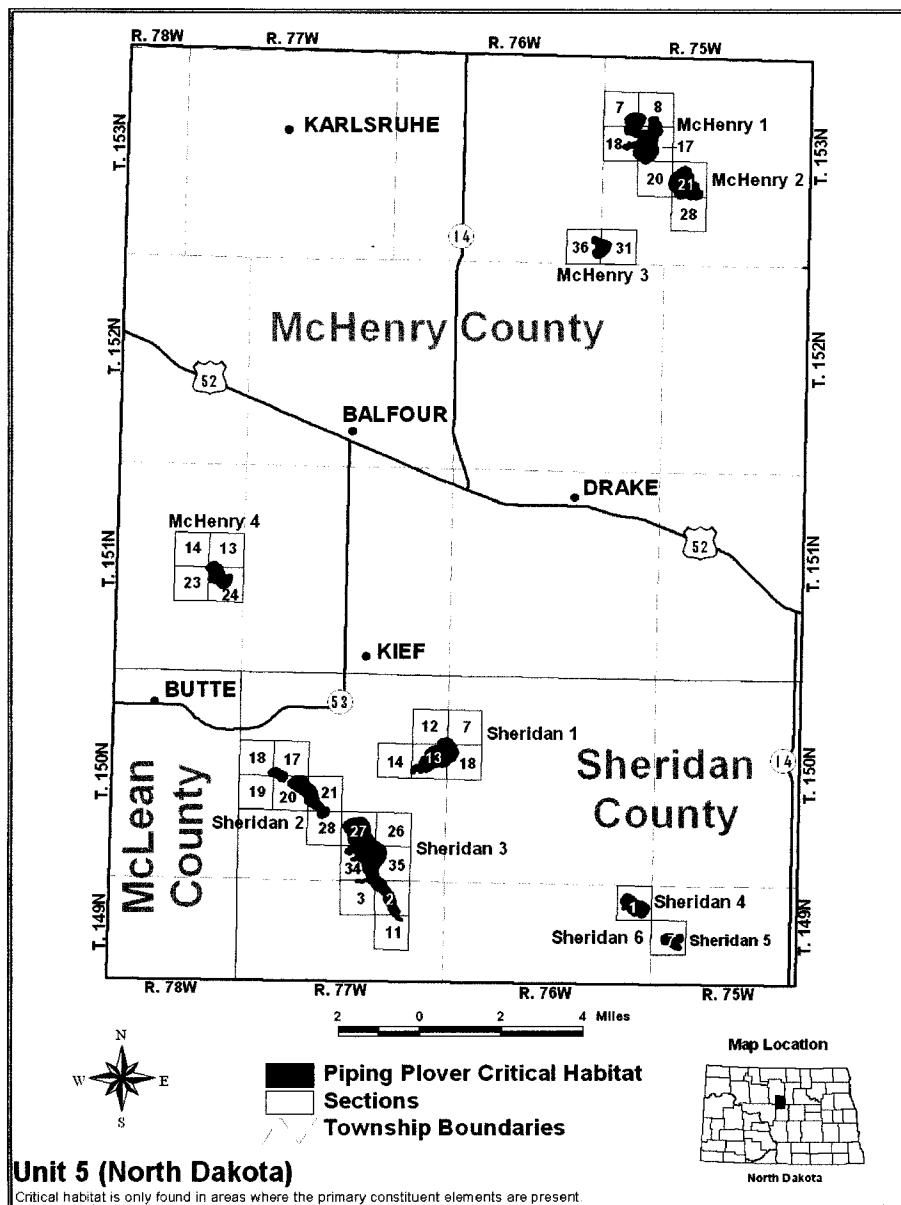 R. 78W R. 77W R. 76W R. 75W
T. 153N
T. 153N
KARLSRUHE
7 8
McHenry 1
18 17
20 21
McHenry 2
28
14
36 31
McHenry 3
McHenry County
T. 152N
T. 152N
52
BALFOUR
DRAKE
McHenry 4
14 13
23 24
52
T. 151N
T. 151N
KIEF
BUTTE
53
12 7
Sheridan 1
14 13 18
18 17
19 20 21
Sheridan 2
28
27 26
Sheridan 3
34 35
3 2
11
Sheridan
County
14
T. 150N
T. 150N
McLean
County
1
Sheridan 4
Sheridan 6
7
Sheridan 5
T. 149N
T. 149N
R. 78W R. 77W R. 76W R. 75W
2 0 2 4 Miles
N
W E
S
Piping Plover Critical Habitat
Sections
Township Boundaries
Map Location
North Dakota
Unit 5 (North Dakota)
Critical habitat is only found in areas where the primary constituent elements are present.